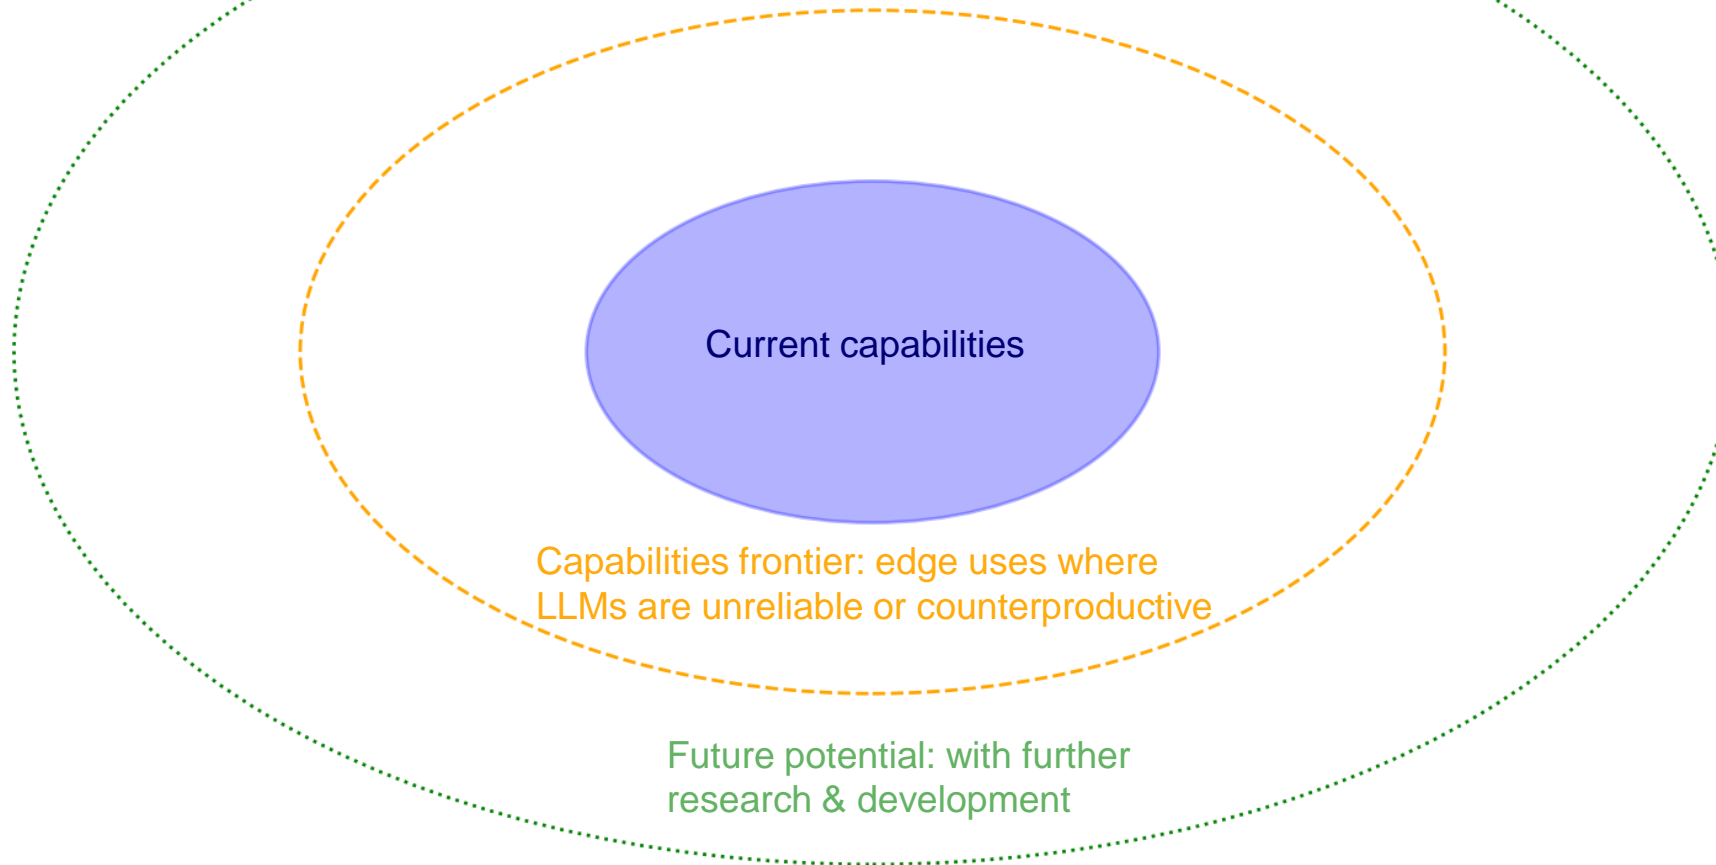 Current capabilities
Capabilities frontier: edge uses where
LLMs are unreliable or counterproductive
Future potential: with further
research & development